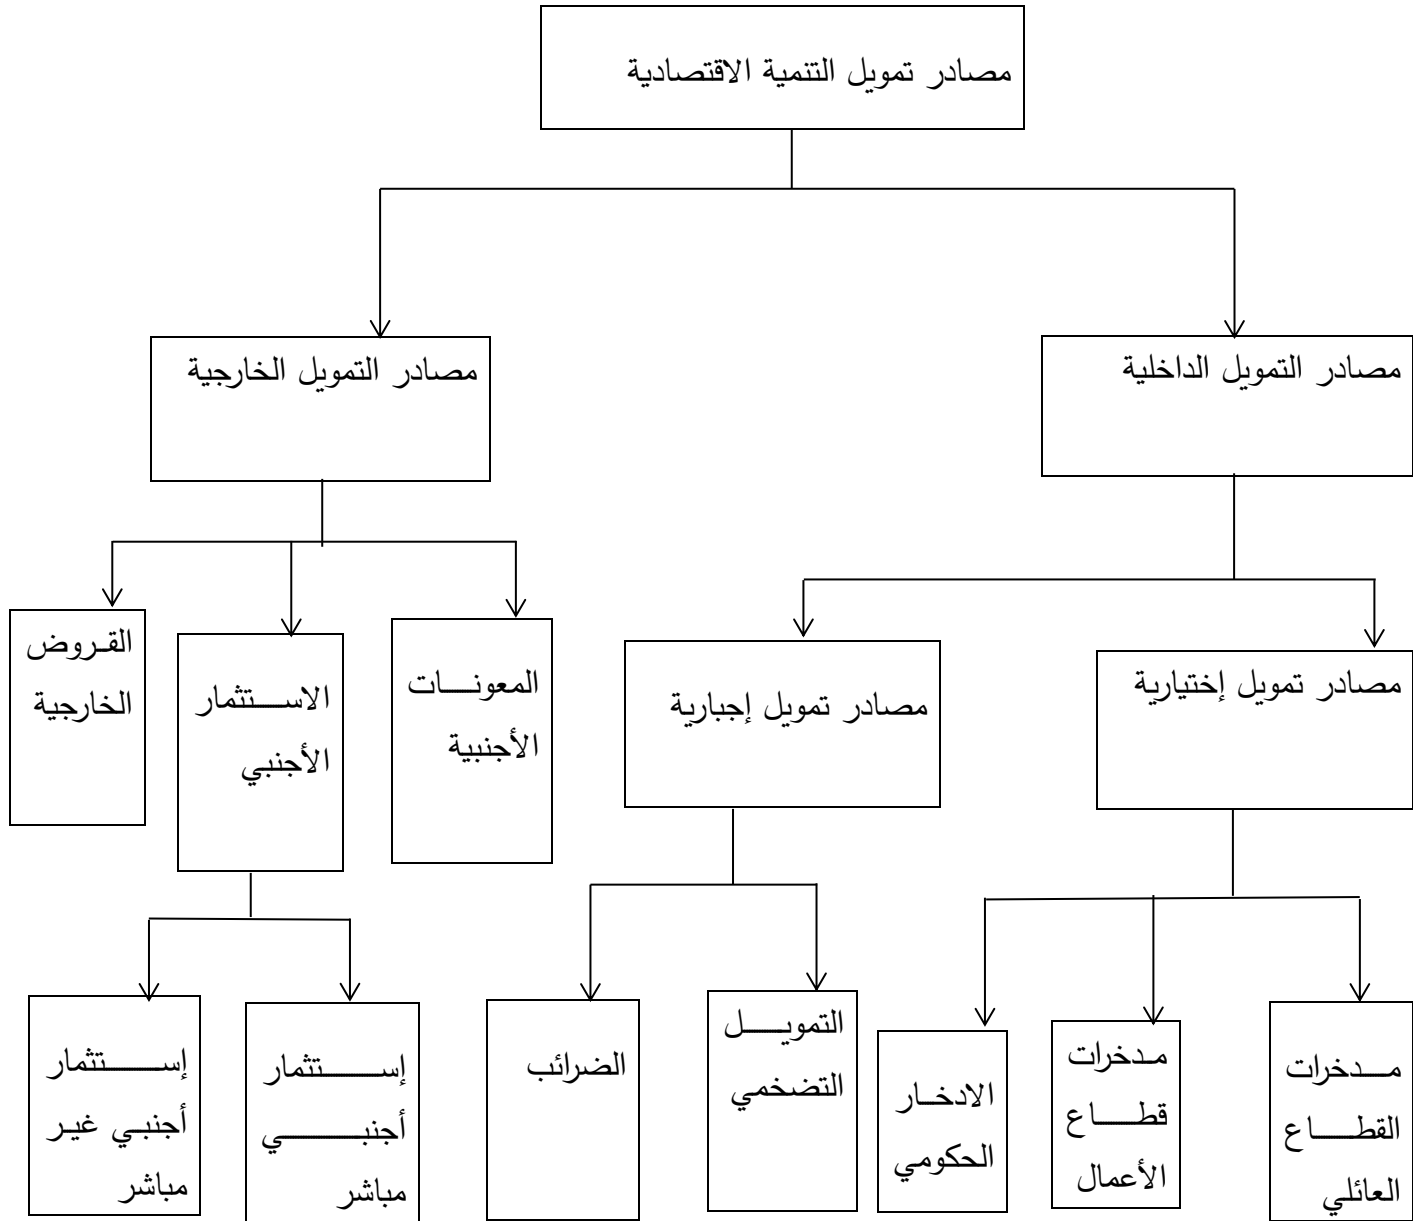 مصادر تمويل التنمية الاقتصادية
مصادر التمويل الداخلية
مصادر التمويل الخارجية
مصادر تمويل إختيارية
مصادر تمويل إجبارية
المعونات
الأجنبية
الاستثمار
الأجنبي
القروض
الخارجية
مدخرات
القطاع
العائلي
مدخرات
قطاع
الأعمال
الادخار
الحكومي
التمويل
التضخمي
الضرائب
إستثمار
أجنبي
مباشر
إستثمار
أجنبي غير
مباشر